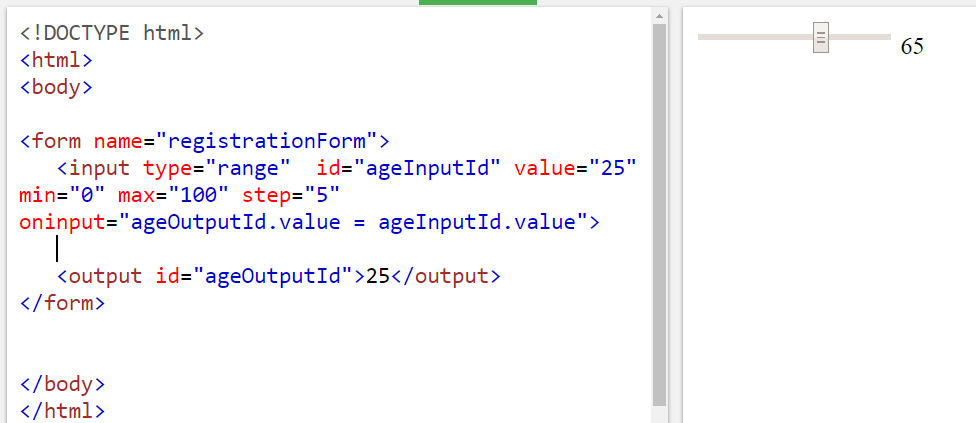 <!DOCTYPE html>
<html>
<body>
<form name="registrationForm">
<input type="range"  id="ageInputId" value="25"
min="0" max="100" step="5"
oninput="ageOutputId.value = ageInputId.value">
<output id="ageOutputId">25</output>
</form>
</body>
</html>
65